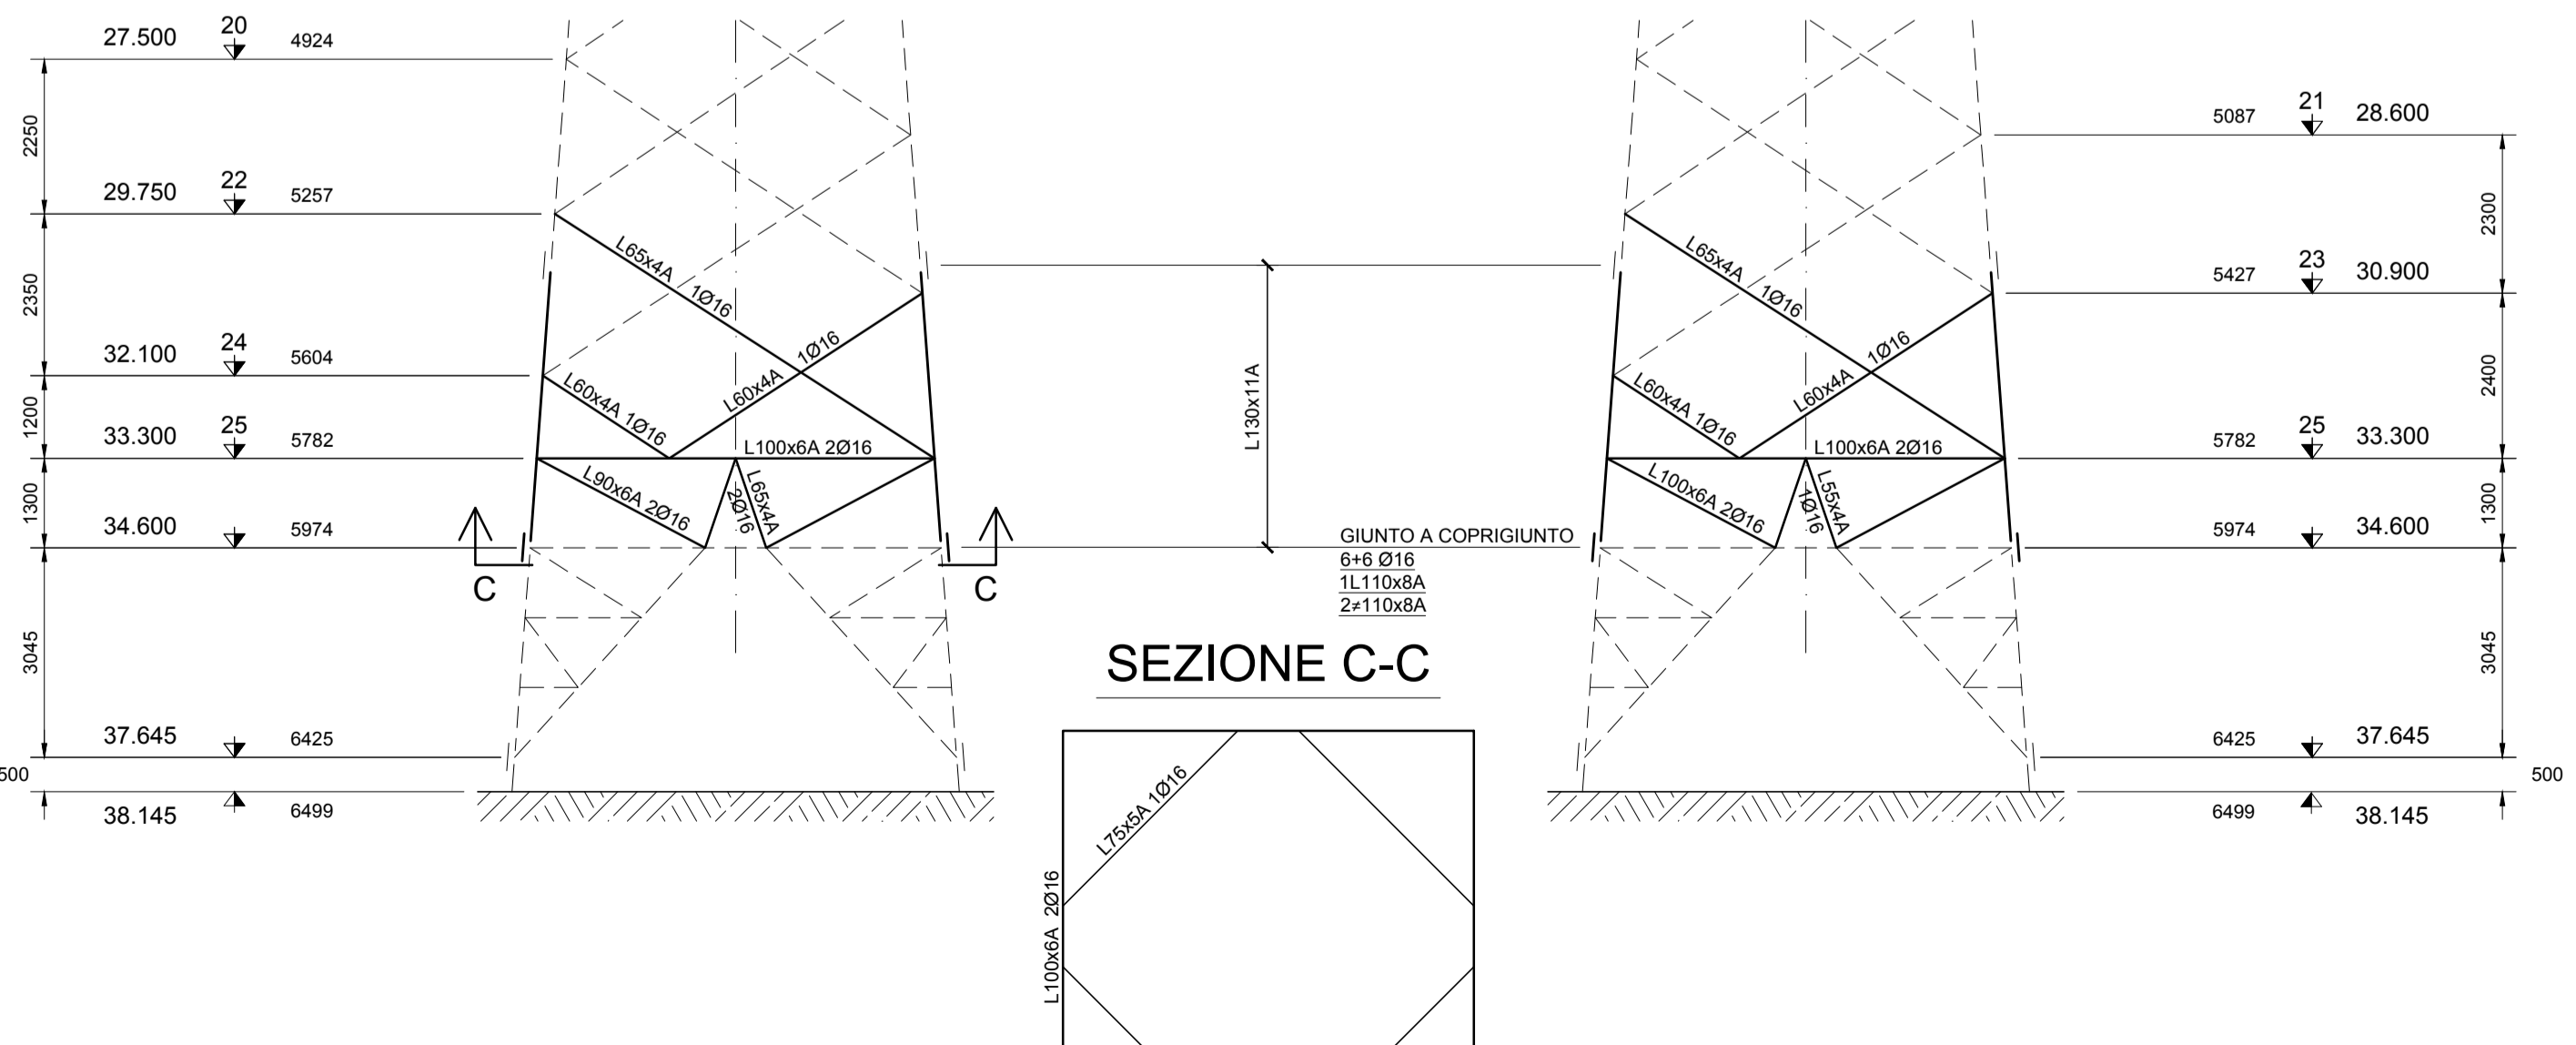 27.500 20 4924
2250
29.750 22 5257
2350
32.100 24 5604
1200
33.300 25 5782
1300
34.600 5974
3045
37.645 6425
500
38.145 6499
L65x4A 1Ø16
1Ø16
L60x4A
L60x4A 1Ø16
L100x6A 2Ø16
L90x6A 2Ø16
L65x4A
2Ø16
C
C
L130x11A
GIUNTO A COPRIGIUNTO
6+6 Ø16
1L110x8A
2≠110x8A
SEZIONE C-C
L75x5A 1Ø16
L100x6A 2Ø16
L65x4A 1Ø16
1Ø16
L60x4A
L60x4A 1Ø16
L100x6A 2Ø16
L100x6A 2Ø16
L55x4A
1Ø16
5087 21 28.600
2300
5427 23 30.900
2400
5782 25 33.300
1300
5974 34.600
3045
6425 37.645
500
6499 38.145